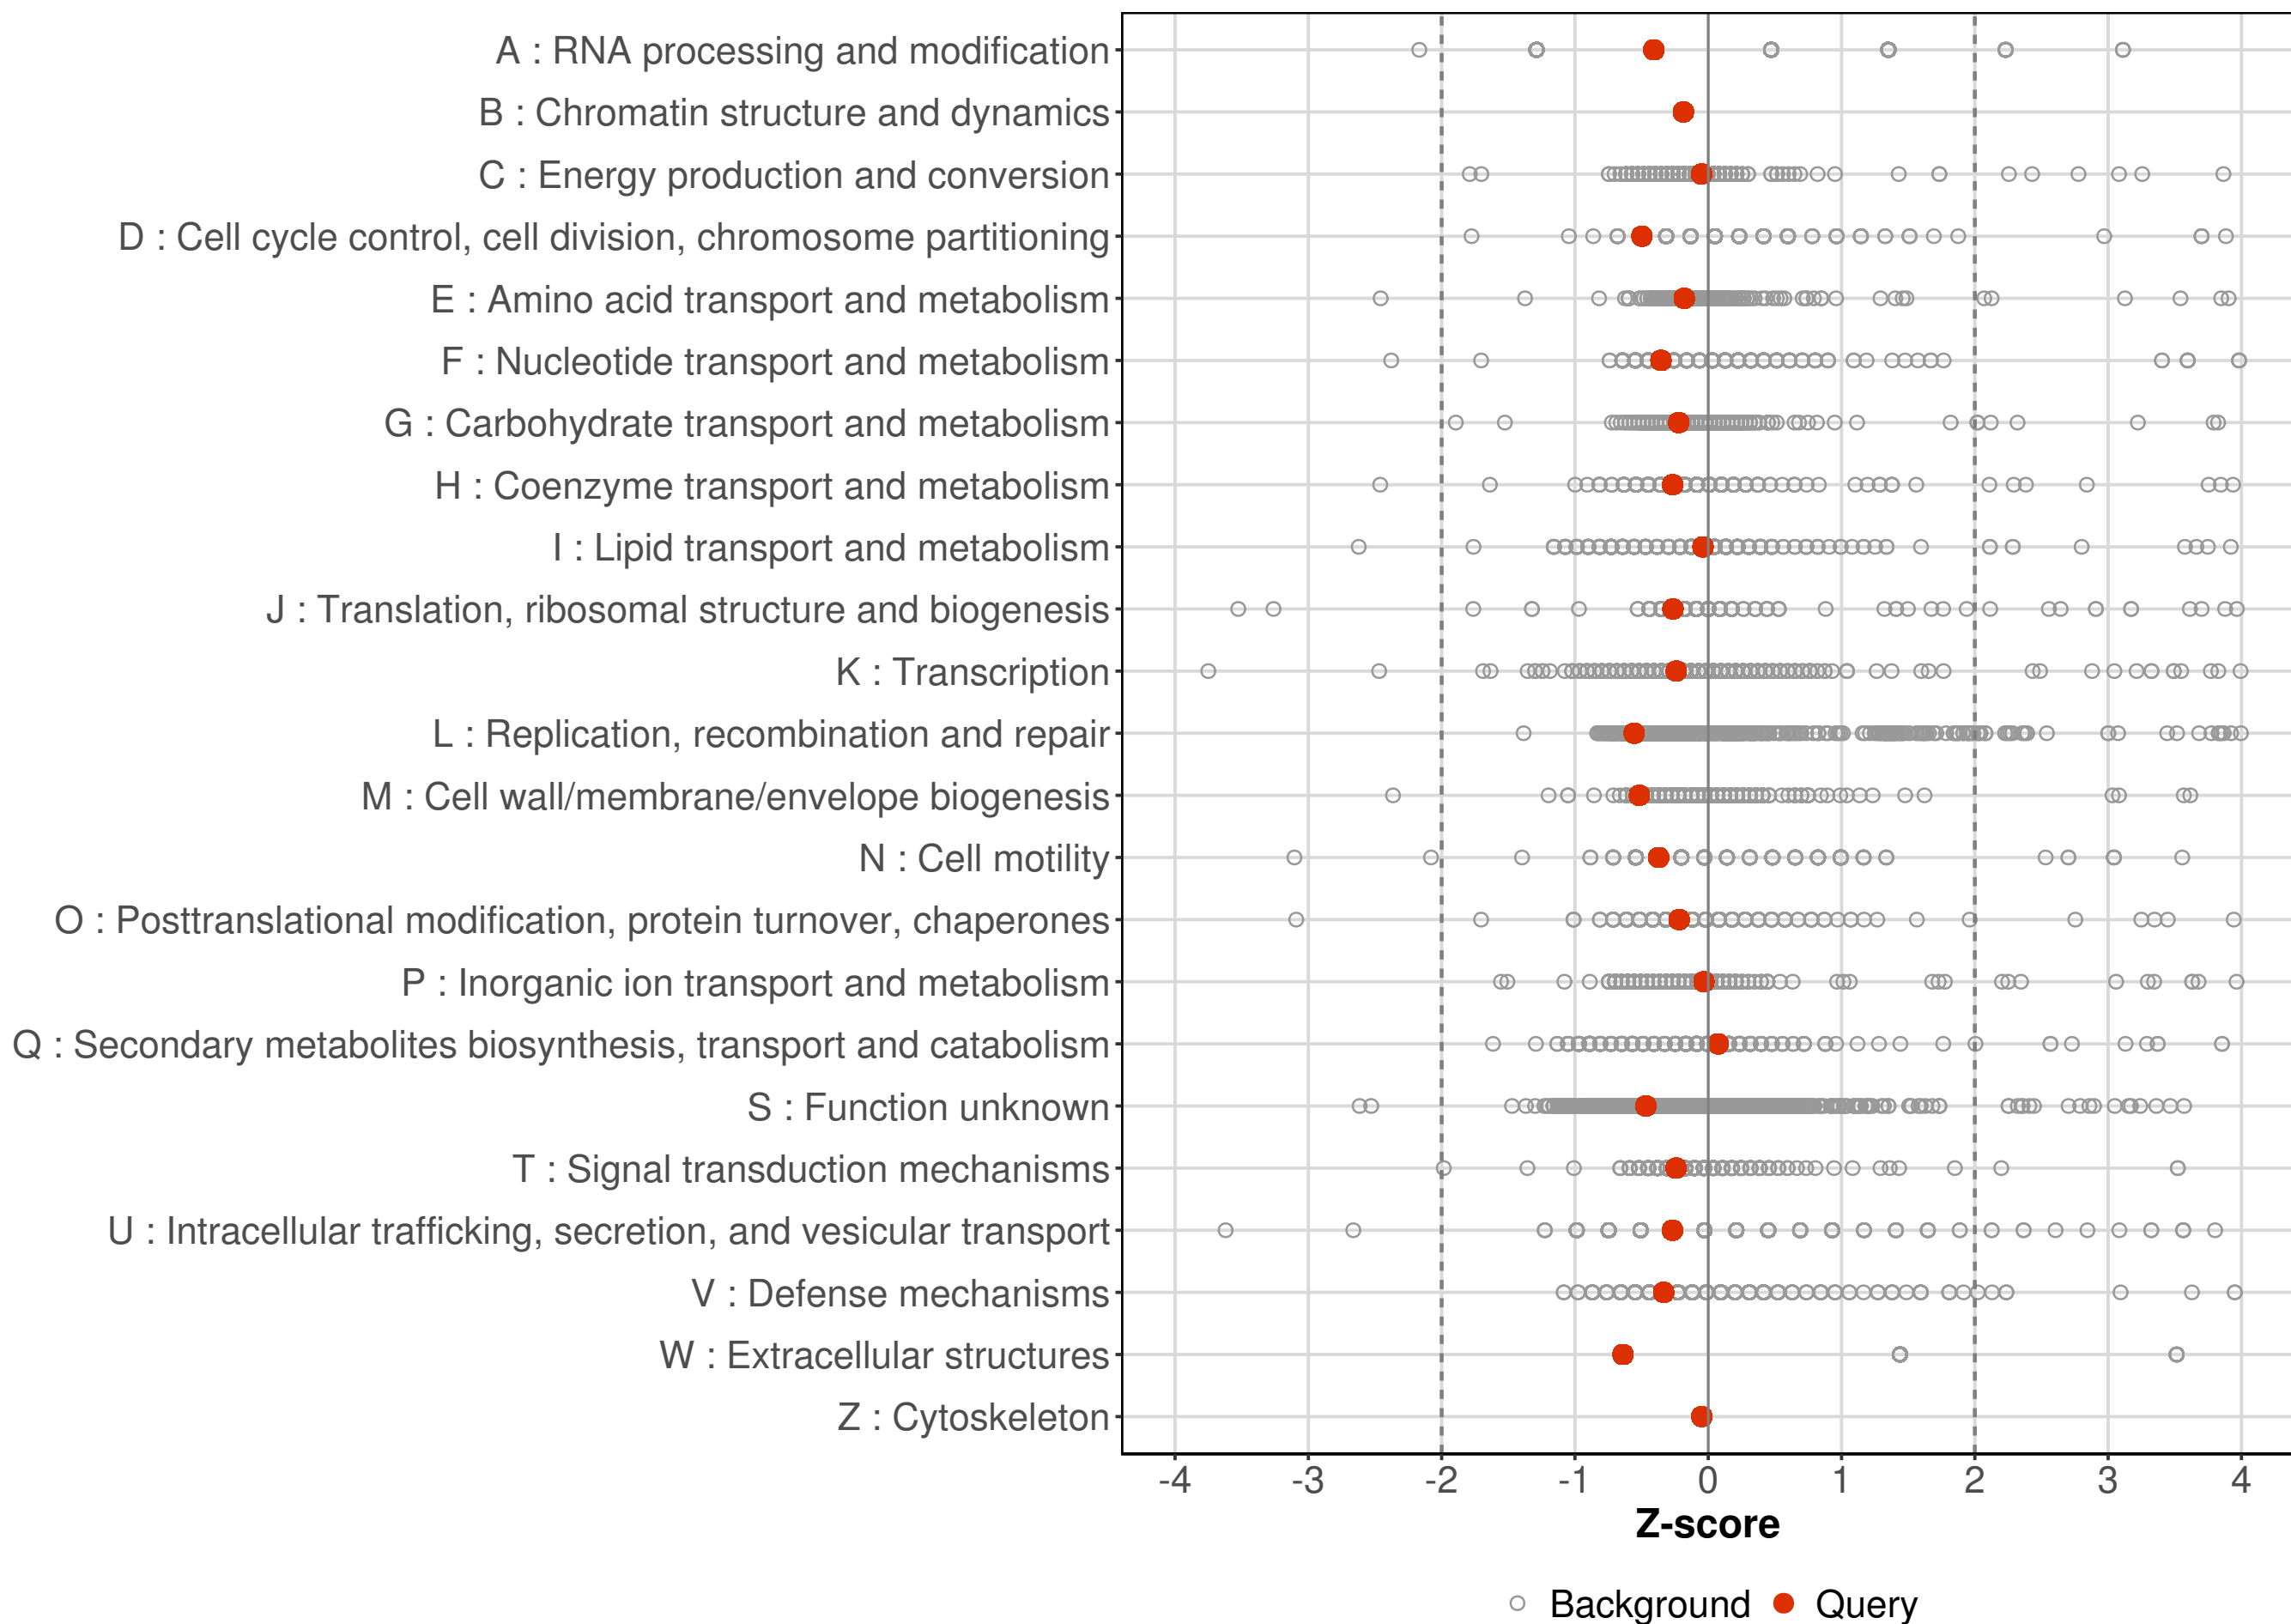 A : RNA processing and modification
B : Chromatin structure and dynamics
C : Energy production and conversion
D : Cell cycle control, cell division, chromosome partitioning
E : Amino acid transport and metabolism
F : Nucleotide transport and metabolism
G : Carbohydrate transport and metabolism
H : Coenzyme transport and metabolism
I : Lipid transport and metabolism
J : Translation, ribosomal structure and biogenesis
K : Transcription
L : Replication, recombination and repair
M : Cell wall/membrane/envelope biogenesis
N : Cell motility
O : Posttranslational modification, protein turnover, chaperones
P : Inorganic ion transport and metabolism
Q : Secondary metabolites biosynthesis, transport and catabolism
S : Function unknown
T : Signal transduction mechanisms
U : Intracellular trafficking, secretion, and vesicular transport
V : Defense mechanisms
W : Extracellular structures
Z : Cytoskeleton
-4 -3 -2 -1 0 1 2 3 4
Z-score
Background Query